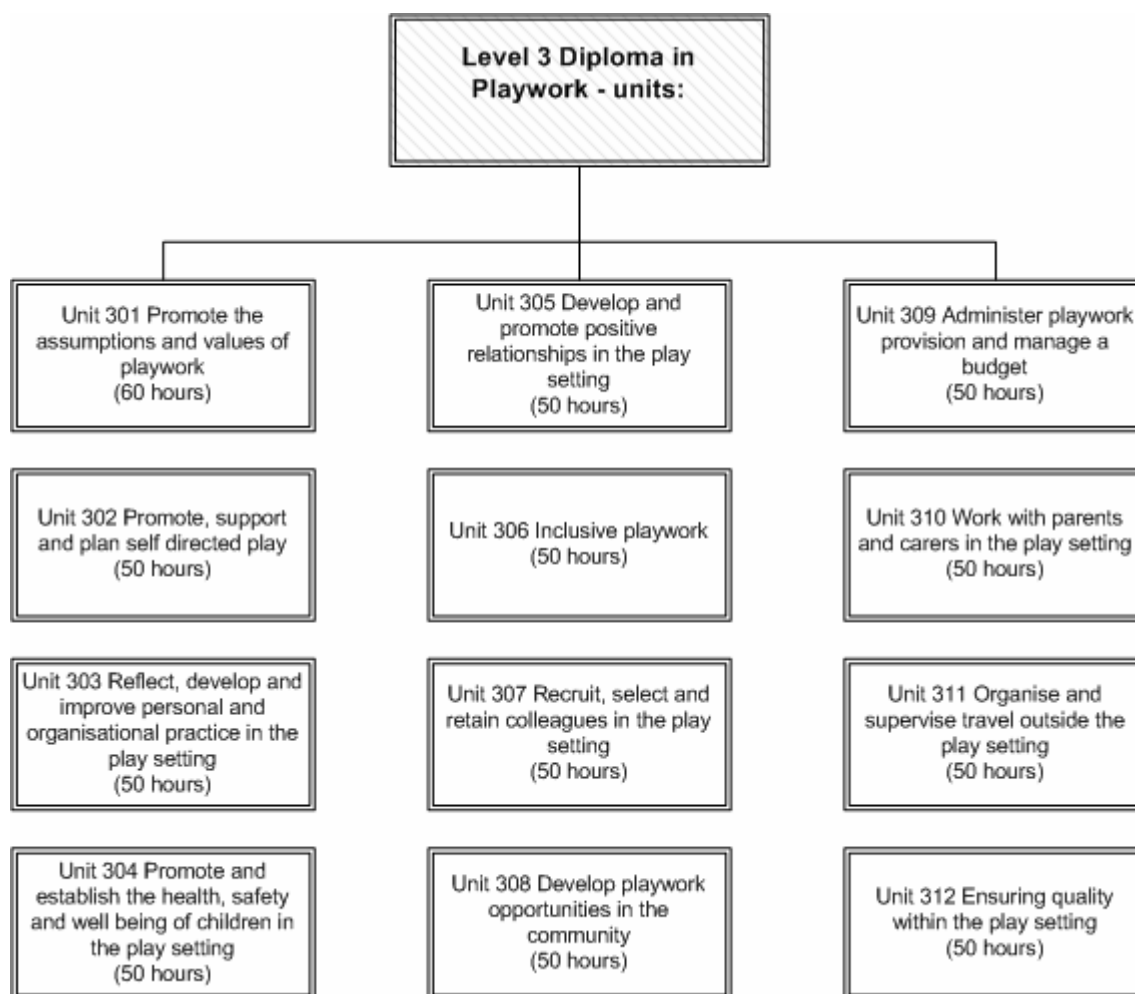 Level 3 Diploma in
Playwork - units:
Unit 301 Promote the
assumptions and values of
playwork
(60 hours)
Unit 305 Develop and
promote positive
relationships in the play
setting
(50 hours)
Unit 309 Administer playwork
provision and manage a
budget
(50 hours)
Unit 302 Promote, support
and plan self directed play
(50 hours)
Unit 306 Inclusive playwork
(50 hours)
Unit 310 Work with parents
and carers in the play setting
(50 hours)
Unit 303 Reflect, develop and
improve personal and
organisational practice in the
play setting
(50 hours)
Unit 307 Recruit, select and
retain colleagues in the play
setting
(50 hours)
Unit 311 Organise and
supervise travel outside the
play setting
(50 hours)
Unit 304 Promote and
establish the health, safety
and well being of children in
the play setting
(50 hours)
Unit 308 Develop playwork
opportunities in the
community
(50 hours)
Unit 312 Ensuring quality
within the play setting
(50 hours)